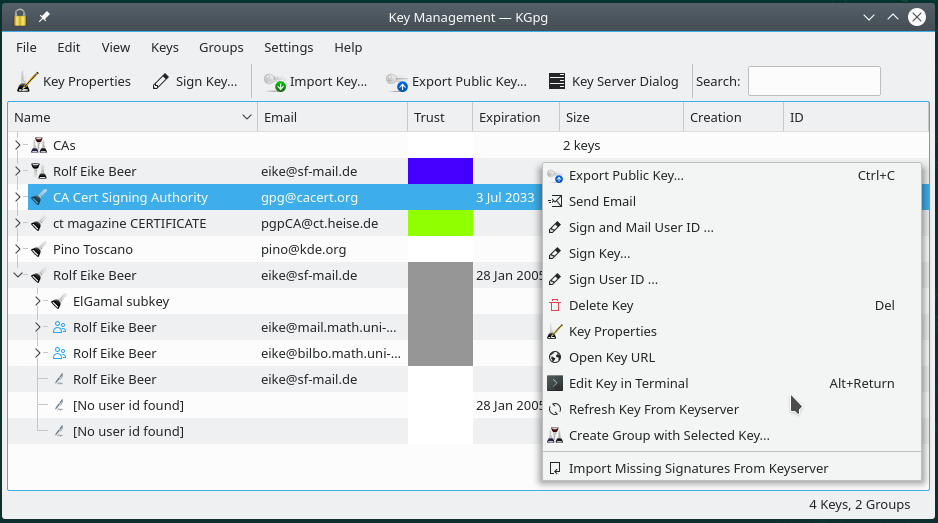 Key Management — KGpg
File Edit View Keys Groups Settings Help
Key Properties Sign Key... Import Key... Export Public Key... Key Server Dialog Search:
Name Email Trust Expiration Size Creation ID
CAs 2 keys
Rolf Eike Beer eike@sf-mail.de
CA Cert Signing Authority gpg@cacert.org 3 Jul 2033
ct magazine CERTIFICATE pgpCA@ct.heise.de
Pino Toscano pino@kde.org
Rolf Eike Beer eike@sf-mail.de 28 Jan 2005
ElGamal subkey
Rolf Eike Beer eike@mail.math.uni-...
Rolf Eike Beer eike@bilbo.math.uni-...
Rolf Eike Beer eike@sf-mail.de
[No user id found] 28 Jan 2005
[No user id found]
Export Public Key... Ctrl+C
Send Email
Sign and Mail User ID ...
Sign Key...
Sign User ID ...
Delete Key Del
Key Properties
Open Key URL
Edit Key in Terminal Alt+Return
Refresh Key From Keyserver
Create Group with Selected Key...
Import Missing Signatures From Keyserver
4 Keys, 2 Groups